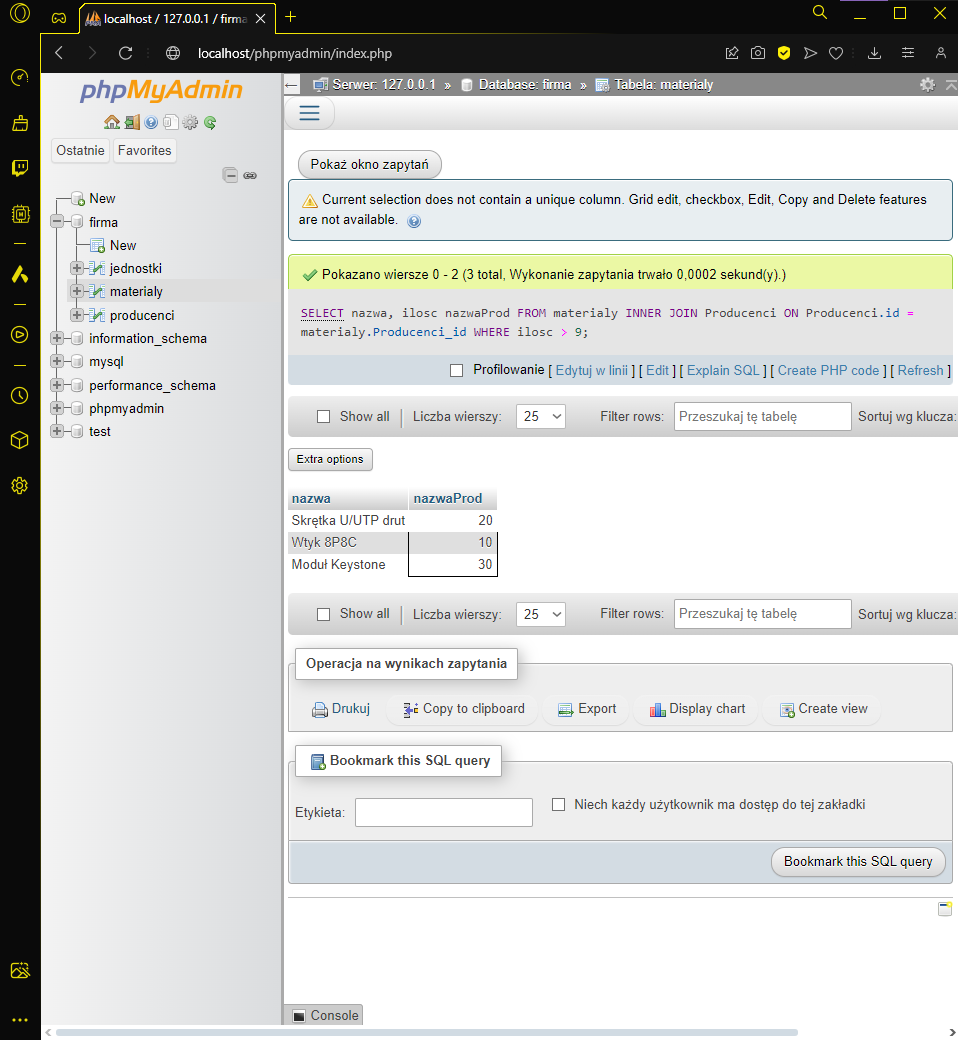 localhost / 127.0.0.1 / firma
localhost/phpmyadmin/index.php
phpMyAdmin
Ostatnie
Favorites
New
firma
New
jednostki
materialy
producenci
information_schema
mysql
performance_schema
phpmyadmin
test
Serwer: 127.0.0.1 » Database: firma » Tabela: materialy
Pokaż okno zapytań
Current selection does not contain a unique column. Grid edit, checkbox, Edit, Copy and Delete features
are not available.
Pokazano wiersze 0 - 2 (3 total, Wykonanie zapytania trwało 0,0002 sekund(y).)
SELECT nazwa, ilosc nazwaProd FROM materialy INNER JOIN Producenci ON Producenci.id =
materialy.Producenci_id WHERE ilosc > 9;
Profilowanie [ Edytuj w linii ] [ Edit ] [ Explain SQL ] [ Create PHP code ] [ Refresh ]
Show all | Liczba wierszy: 25 Filter rows: Przeszukaj tę tabelę Sortuj wg klucza:
Extra options
nazwa nazwaProd
Skrętka U/UTP drut 20
Wtyk 8P8C 10
Moduł Keystone 30
Show all | Liczba wierszy: 25 Filter rows: Przeszukaj tę tabelę Sortuj wg klucza:
Operacja na wynikach zapytania
Drukuj Copy to clipboard Export Display chart Create view
Bookmark this SQL query
Etykieta: Niech każdy użytkownik ma dostęp do tej zakładki
Bookmark this SQL query
Console